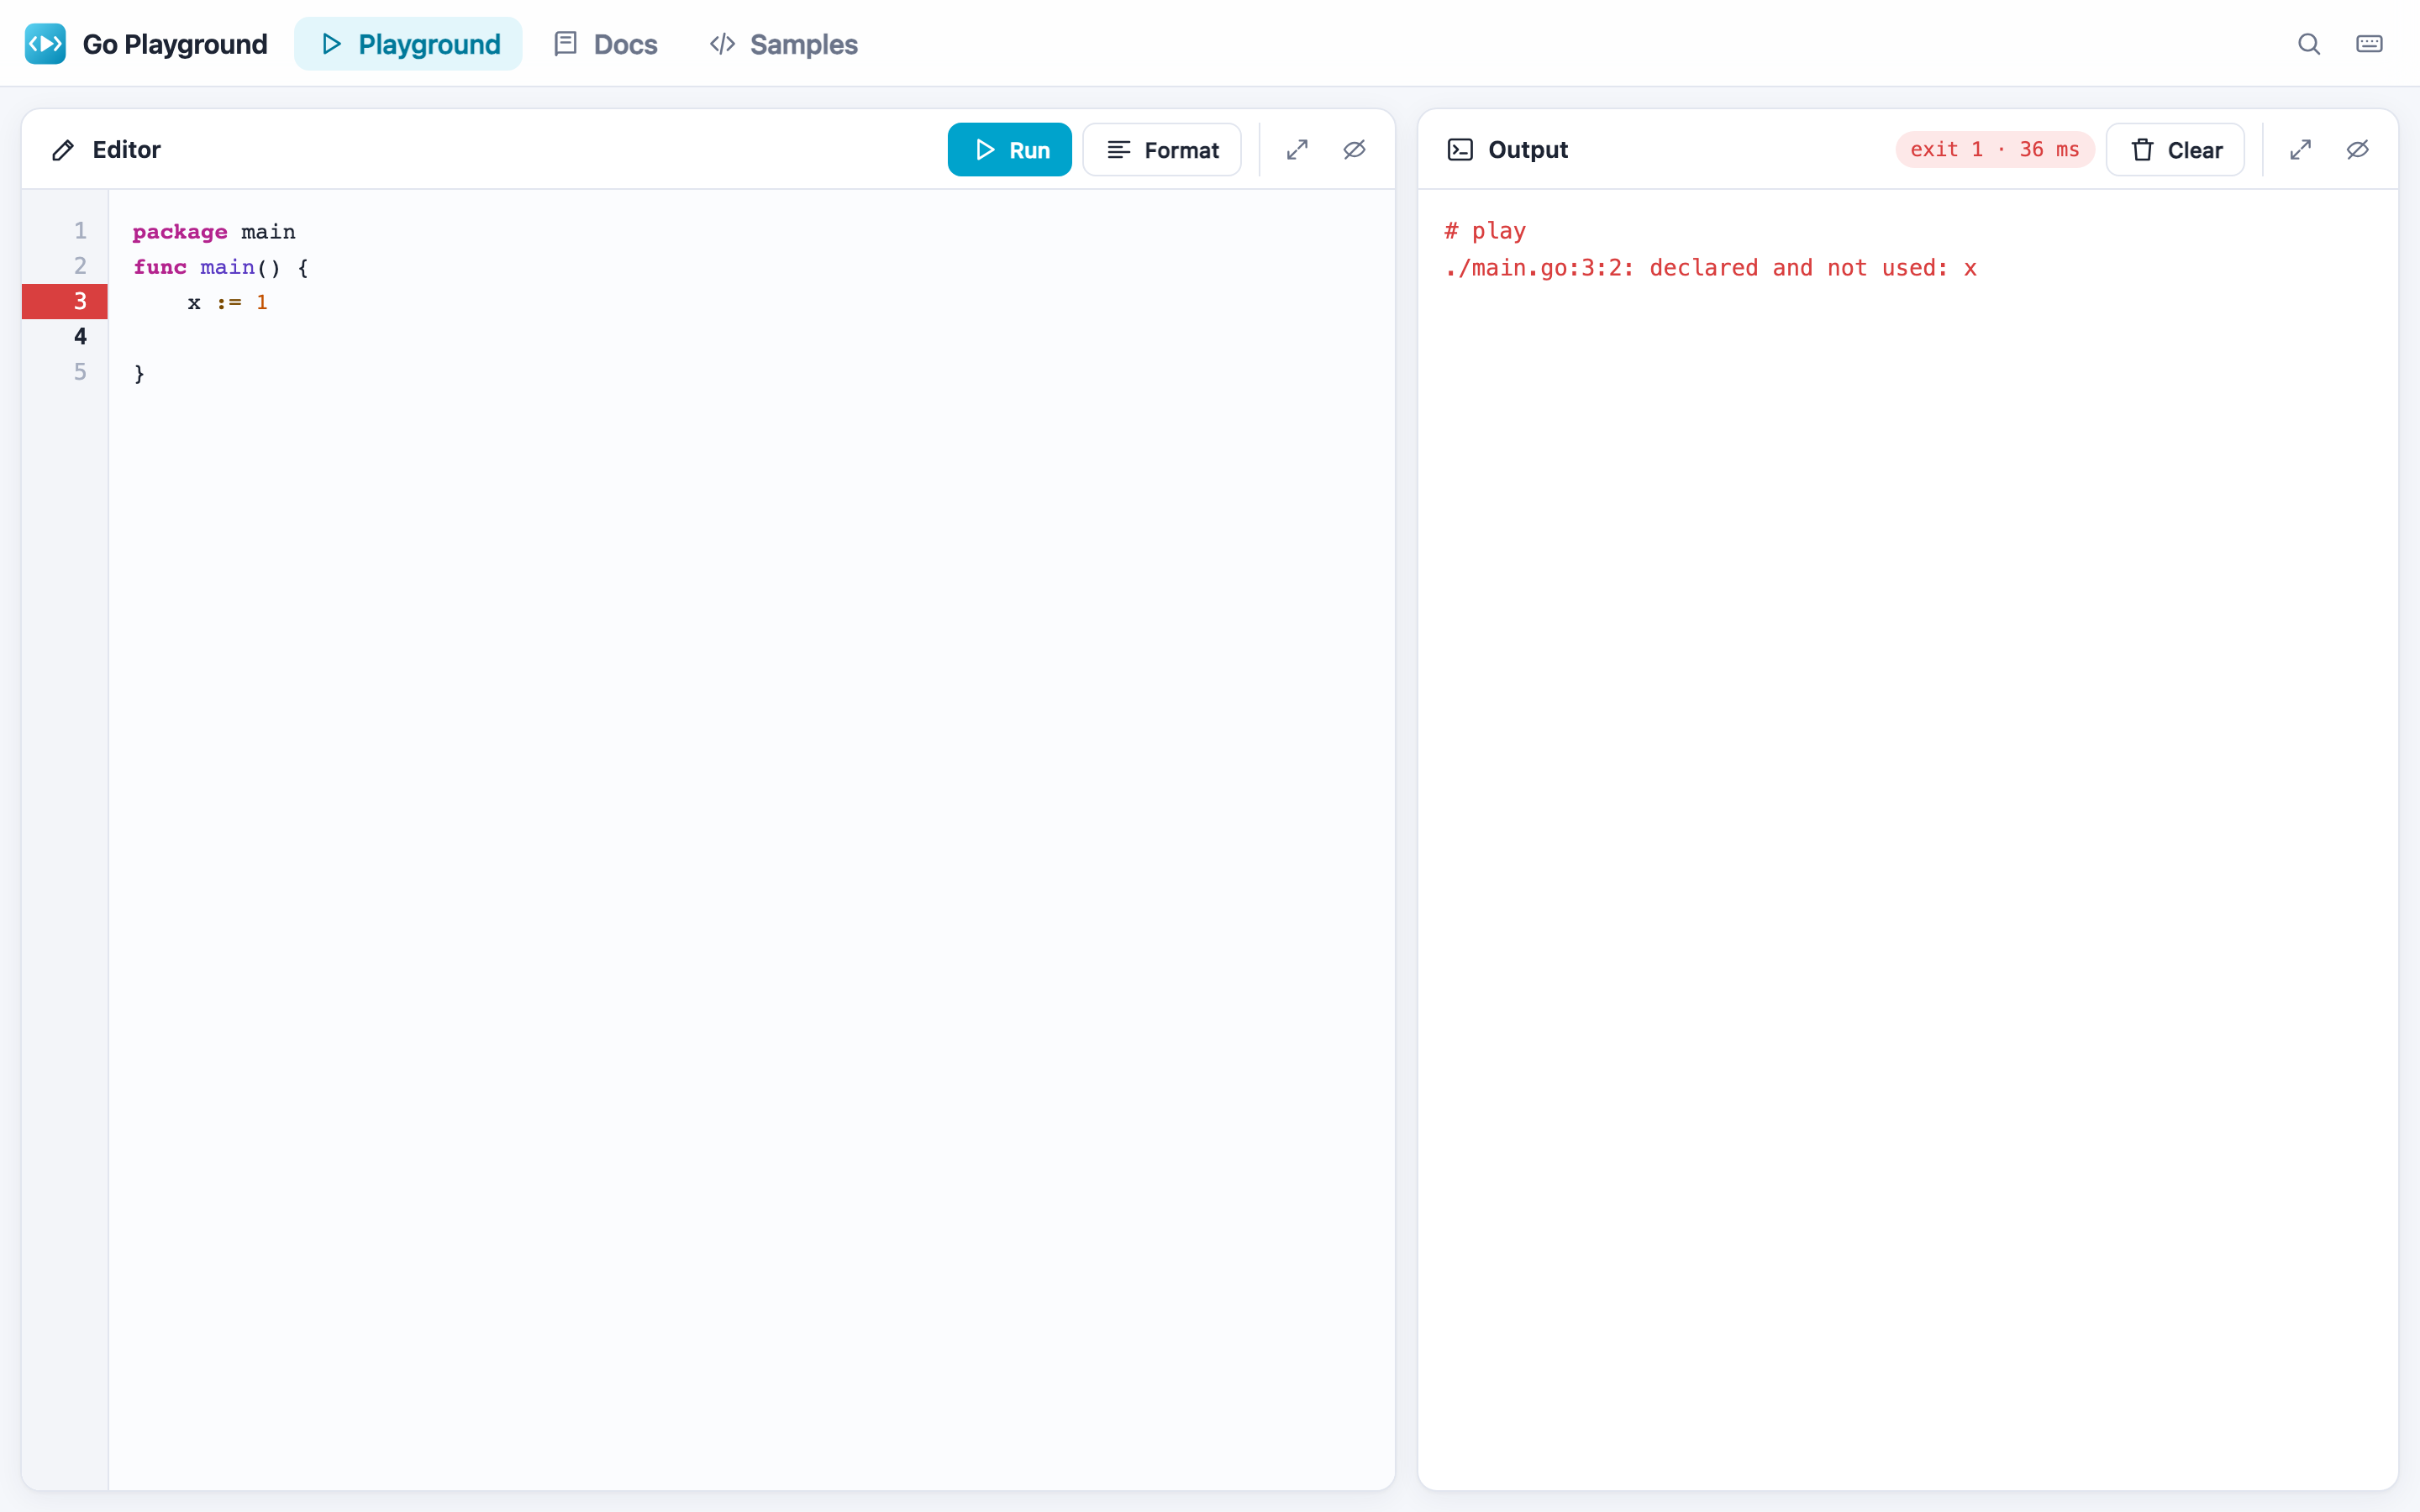 Go Playground
Playground
Docs
Samples
Editor
Run
Format
1 package main
2 func main() {
3     x := 1
4
5 }
Output
exit 1 · 36 ms
Clear
# play
./main.go:3:2: declared and not used: x